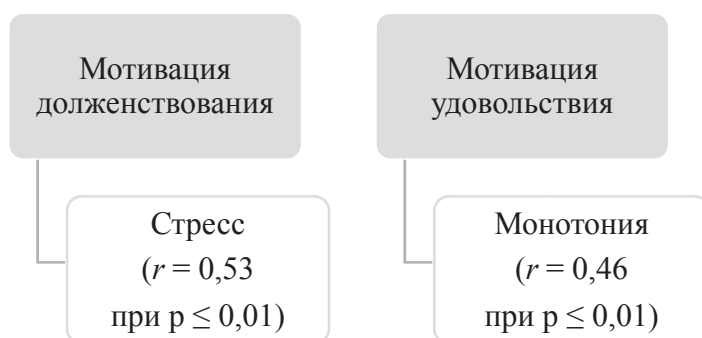 Мотивация
долженствования
Стресс
(r = 0,53
при p ≤ 0,01)
Мотивация
удовольствия
Монотония
(r = 0,46
при p ≤ 0,01)